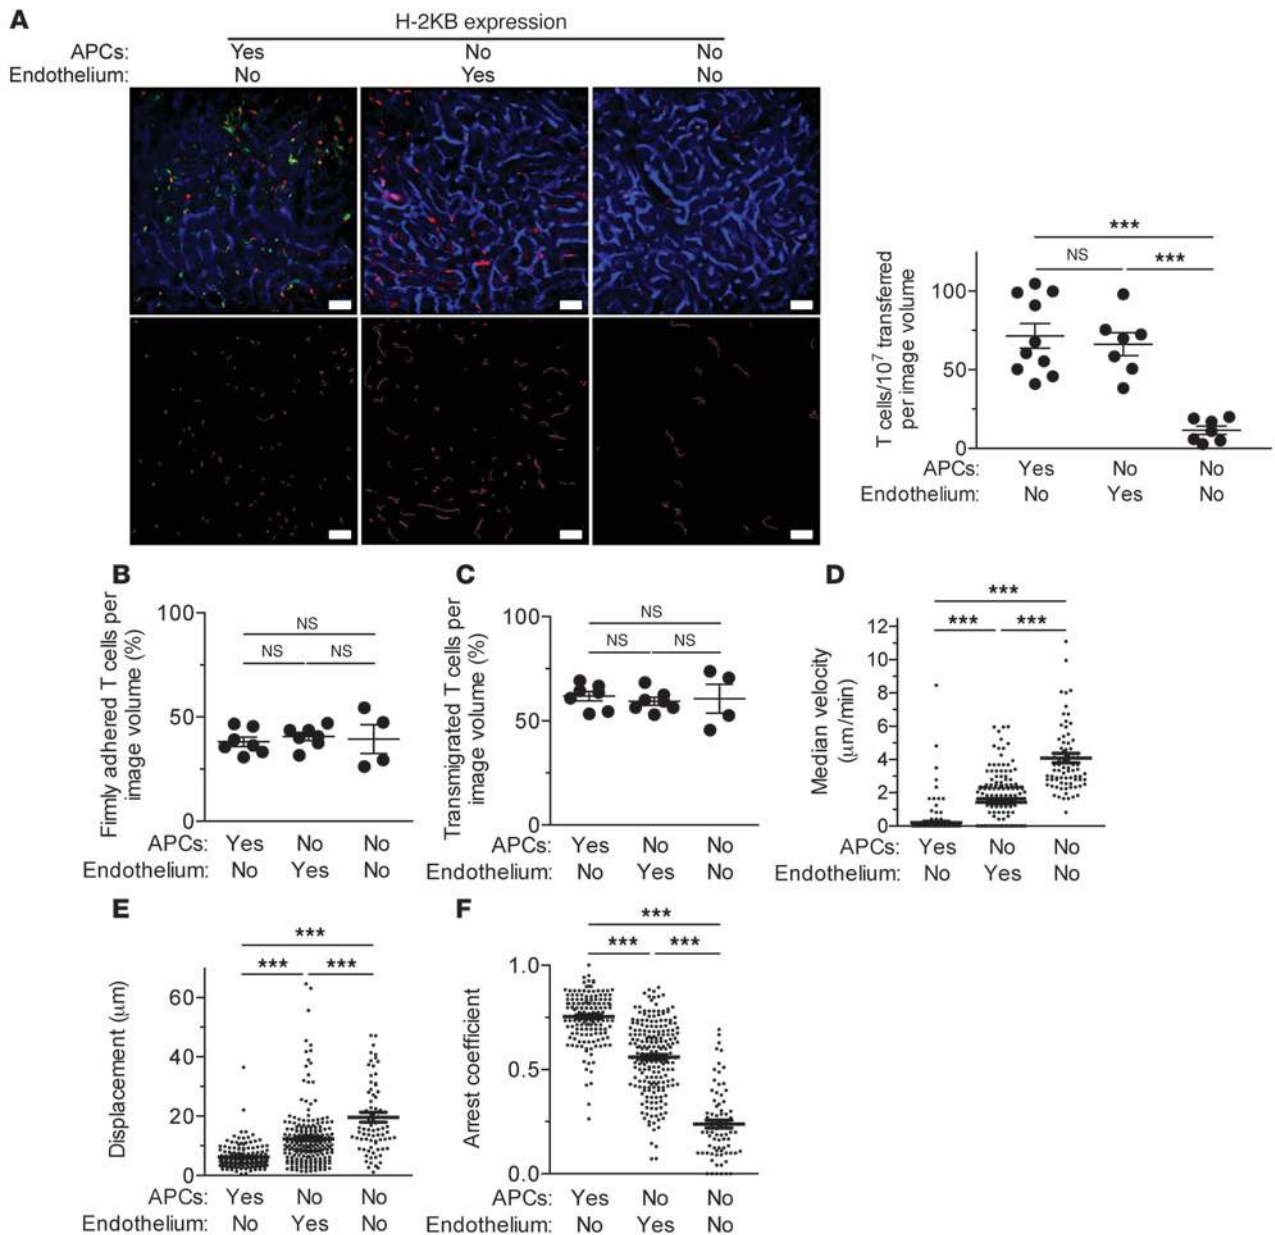 A
H-2KB expression
APCs: Yes No No
Endothelium: No Yes No
T cells/10⁷ transferred
per image volume
100
50
0
***
NS ***
APCs: Yes No No
Endothelium: No Yes No
B
Firmly adhered T cells per
image volume (%)
100
50
0
NS
NS NS
APCs: Yes No No
Endothelium: No Yes No
C
Transmigrated T cells per
image volume (%)
100
50
0
NS
NS NS
APCs: Yes No No
Endothelium: No Yes No
D
Median velocity
(μm/min)
12
10
8
6
4
2
0
***
*** ***
APCs: Yes No No
Endothelium: No Yes No
E
Displacement (μm)
60
40
20
0
***
*** ***
APCs: Yes No No
Endothelium: No Yes No
F
Arrest coefficient
1.0
0.5
0.0
***
*** ***
APCs: Yes No No
Endothelium: No Yes No